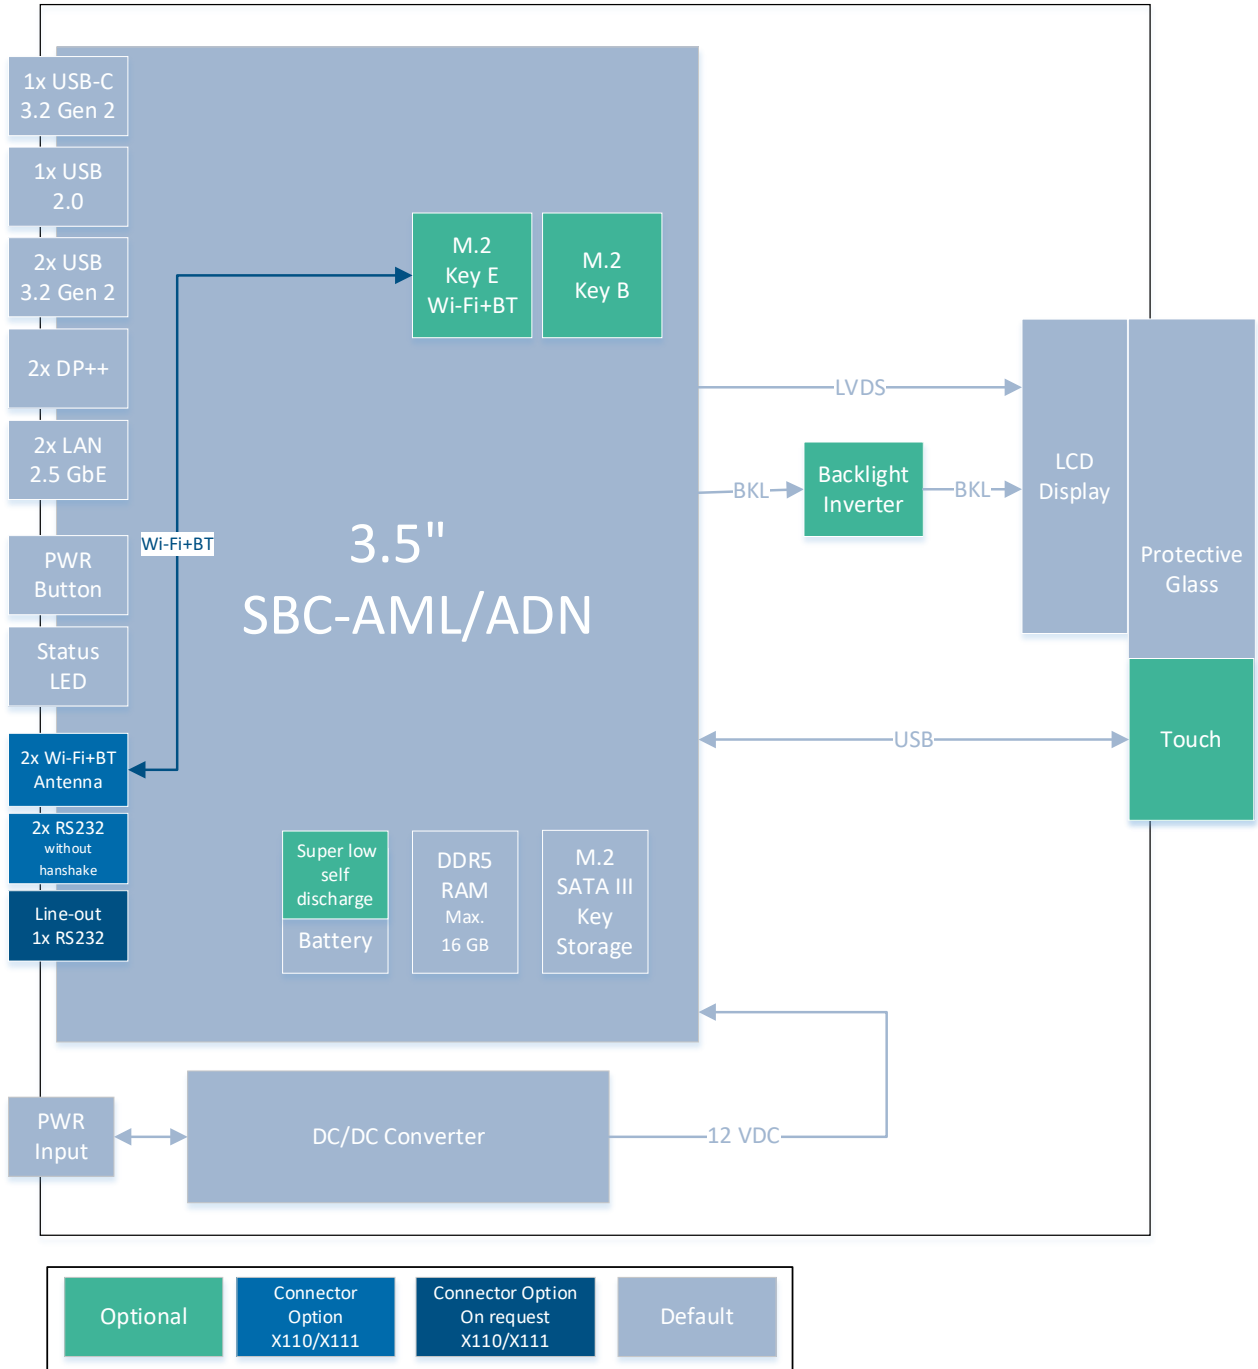 1x USB-C
3.2 Gen 2
1x USB
2.0
2x USB
3.2 Gen 2
2x DP++
2x LAN
2.5 GbE
PWR
Button
Status
LED
2x Wi-Fi+BT
Antenna
2x RS232
without
hanshake
Line-out
1x RS232
Wi-Fi+BT
M.2
Key E
Wi-Fi+BT
M.2
Key B
3.5"
SBC-AML/ADN
Super low
self
discharge
Battery
DDR5
RAM
Max.
16 GB
M.2
SATA III
Key
Storage
LVDS
BKL
Backlight
Inverter
BKL
LCD
Display
Protective
Glass
USB
Touch
PWR
Input
DC/DC Converter
12 VDC
Optional
Connector
Option
X110/X111
Connector Option
On request
X110/X111
Default